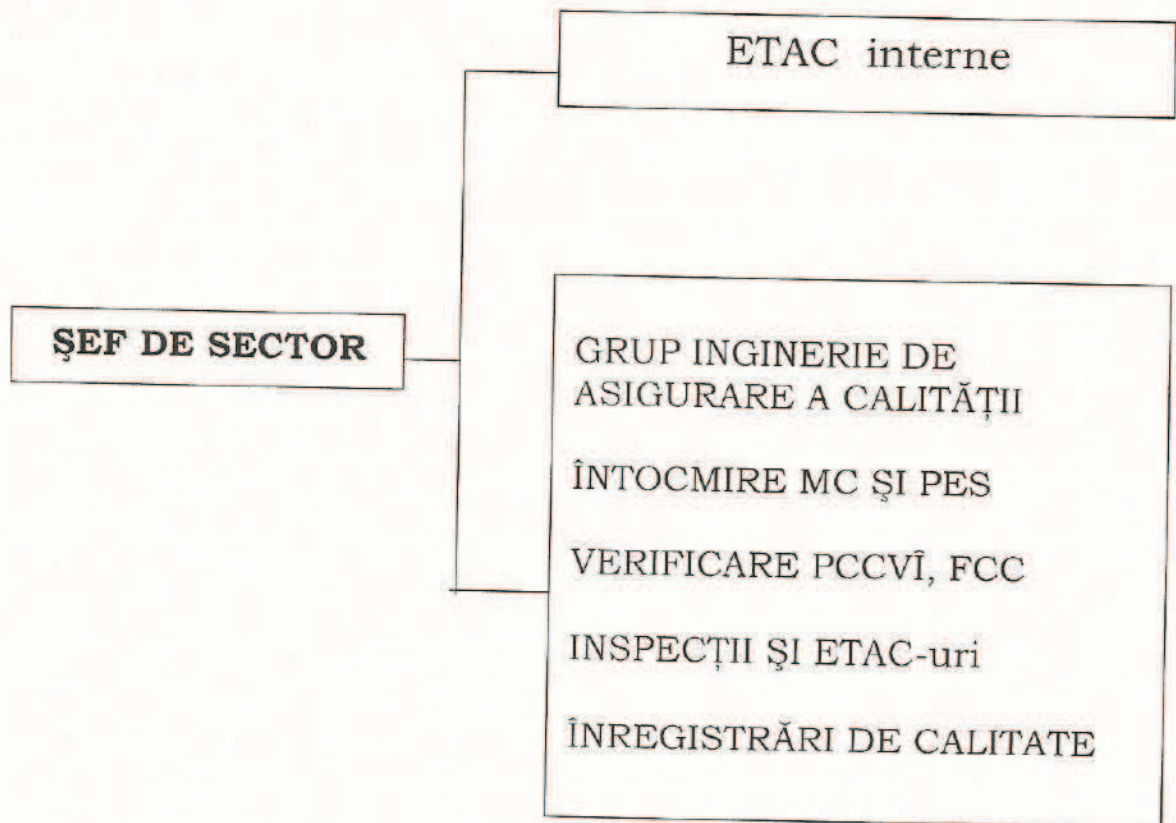 ETAC interne
ŞEF DE SECTOR
GRUP INGINERIE DE
ASIGURARE A CALITĂŢII
ÎNTOCMIRE MC ŞI PES
VERIFICARE PCCVÎ, FCC
INSPECŢII ŞI ETAC-uri
ÎNREGISTRĂRI DE CALITATE